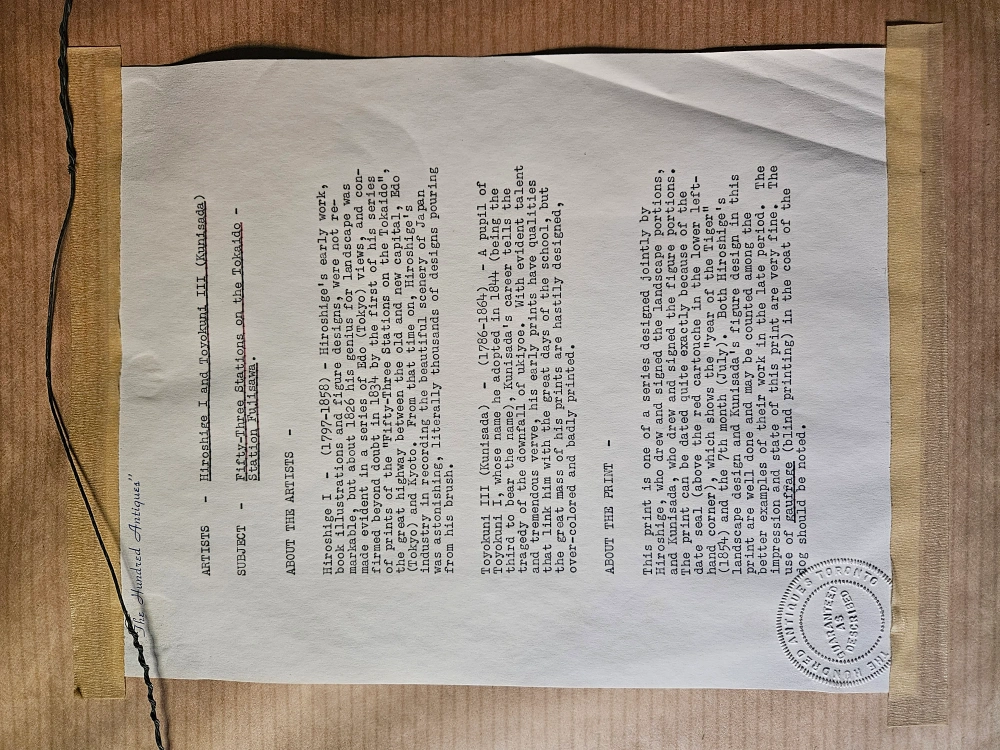 "The Hundred Antiques"
ARTISTS - Hiroshige I and Toyokuni III (Kunisada)
SUBJECT - Fifty-Three Stations on the Tokaido -
Station Fujisawa.
ABOUT THE ARTISTS -
Hiroshige I - (1797-1858) - Hiroshige's early work,
book illustrations and figure designs, were not re-
markable, but about 1826 his genius for landscape was
made evident in a series of Edo (Tokyo) views, and con-
firmed beyond doubt in 1834 by the first of his series
of prints of the "Fifty-Three Stations on the Tokaido",
the great highway between the old and new capital, Edo
(Tokyo) and Kyoto. From that time on, Hiroshige's
industry in recording the beautiful scenery of Japan
was astonishing, literally thousands of designs pouring
from his brush.
Toyokuni III (Kunisada) - (1786-1864) - A pupil of
Toyokuni I, whose name he adopted in 1844 (being the
third to bear the name), Kunisada's career tells the
tragedy of the downfall of ukiyoe. With evident talent
and tremendous verve, his early prints have qualities
that link him with the great days of the school, but
the great mass of his prints are hastily designed,
over-colored and badly printed.
ABOUT THE PRINT -
This print is one of a series designed jointly by
Hiroshige, who drew and signed the landscape portions,
and Kunisada, who drew and signed the figure portions.
The print can be dated quite exactly because of the
date seal (above the red cartouche in the lower left-
hand corner), which shows the "year of the Tiger"
(1854) and the 7th month (July). Both Hiroshige's
landscape design and Kunisada's figure design in this
print are well done and may be counted among the
better examples of their work in the late period. The
impression and state of this print are very fine. The
use of gauffrage (blind printing) in the coat of the
dog should be noted.
THE HUNDRED ANTIQUES TORONTO
GUARANTEED
AS
DESCRIBED